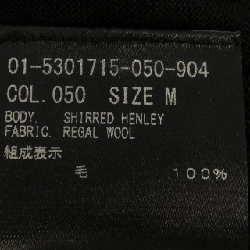 01-5301715-050-904
COL. 050 SIZE M
BODY. SHIRRED HENLEY
FABRIC. REGAL WOOL
組成表示
毛 100%